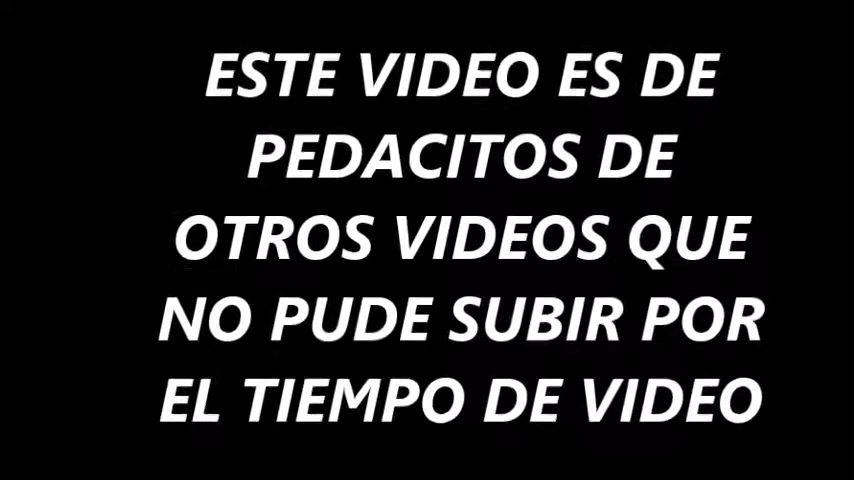 ESTE VIDEO ES DE
PEDACITOS DE
OTROS VIDEOS QUE
NO PUDE SUBIR POR
EL TIEMPO DE VIDEO